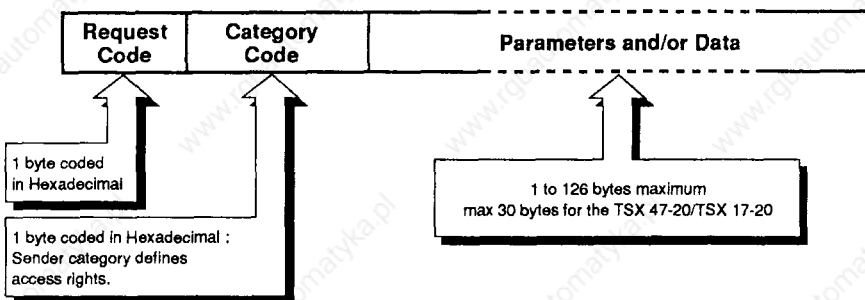 Request Code
Category Code
Parameters and/or Data
1 byte coded
in Hexadecimal
1 to 126 bytes maximum
max 30 bytes for the TSX 47-20/TSX 17-20
1 byte coded in Hexadecimal :
Sender category defines
access rights.